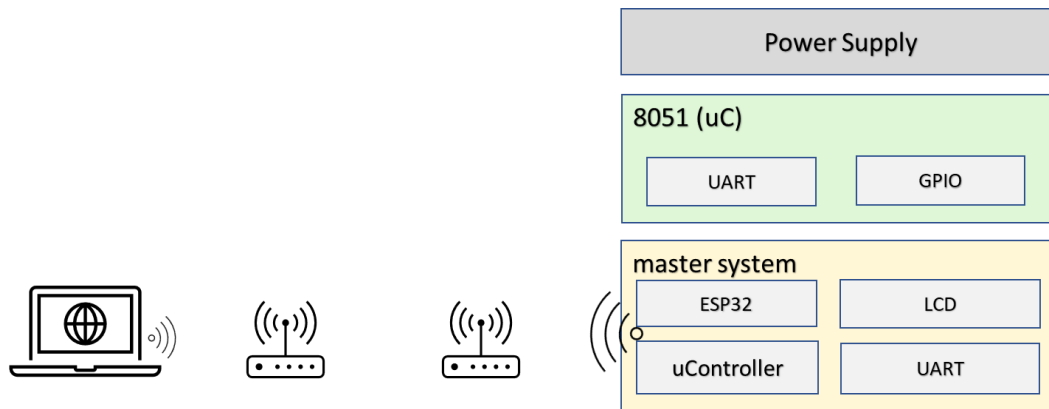 Power Supply
8051 (uC)
UART
GPIO
master system
ESP32
LCD
uController
UART